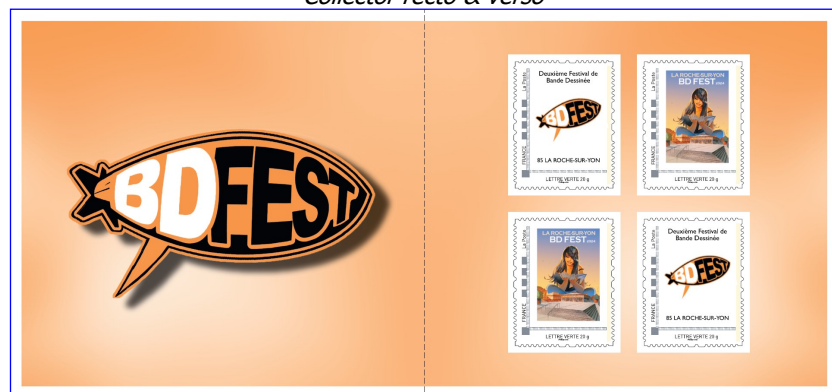 Collector recto & verso
BDFEST
La Poste
Deuxième Festival de
Bande Dessinée
BDFEST
85 LA ROCHE-SUR-YON
FRANCE
LETTRE VERTE 20 g
La Poste
LA ROCHE-SUR-YON
BD FEST
FRANCE
LETTRE VERTE 20 g
La Poste
LA ROCHE-SUR-YON
BD FEST
FRANCE
LETTRE VERTE 20 g
La Poste
Deuxième Festival de
Bande Dessinée
BDFEST
85 LA ROCHE-SUR-YON
FRANCE
LETTRE VERTE 20 g